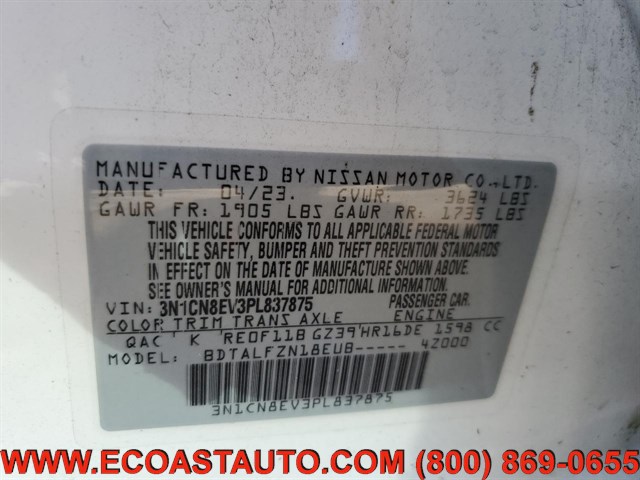 MANUFACTURED BY NISSAN MOTOR CO.,LTD.
DATE: 04/23. GVWR: 3624 LBS
GAWR FR: 1905 LBS GAWR RR: 1735 LBS
THIS VEHICLE CONFORMS TO ALL APPLICABLE FEDERAL MOTOR
VEHICLE SAFETY, BUMPER AND THEFT PREVENTION STANDARDS
IN EFFECT ON THE DATE OF MANUFACTURE SHOWN ABOVE.
SEE OWNER'S MANUAL FOR ADDITIONAL INFORMATION.
VIN: 3N1CN8EV3PL837875 PASSENGER CAR.
COLOR TRIM TRANS AXLE ENGINE
QAC K RE0F11B GZ39 HR16DE 1598 CC
BDTALFZN18EUB----- 42000
3N1CN8EV3PL837875
WWW.ECOASTAUTO.COM (800) 869-0655